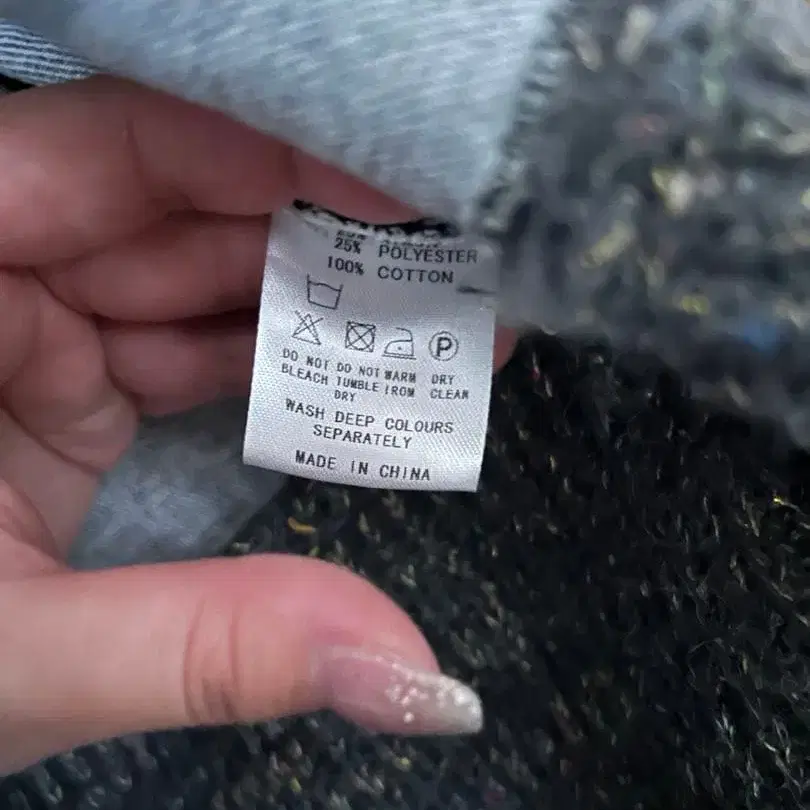 25% POLYESTER
100% COTTON
P
DO NOT DO NOT WARM DRY
BLEACH TUMBLE IRON CLEAN
DRY
WASH DEEP COLOURS
SEPARATELY
MADE IN CHINA